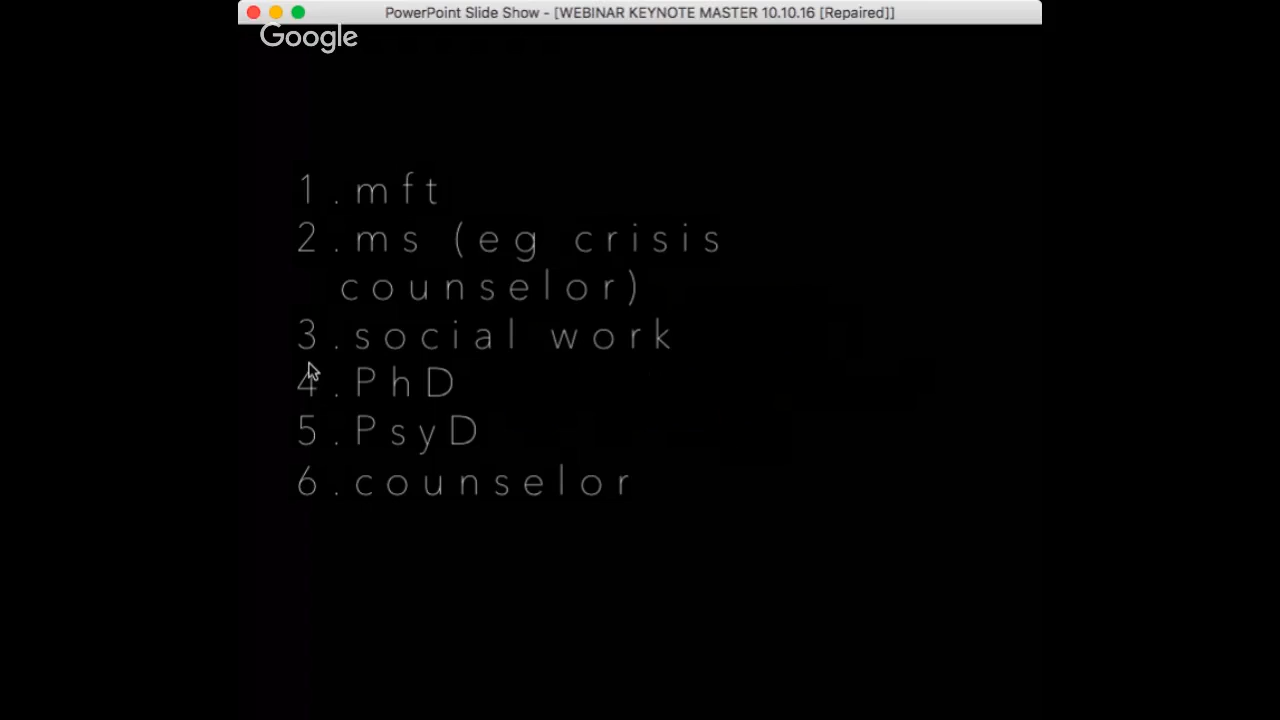 PowerPoint Slide Show - [WEBINAR KEYNOTE MASTER 10.10.16 [Repaired]]
Google
1. mft
2. ms (eg crisis
counselor)
3. social work
4. PhD
5. PsyD
6. counselor